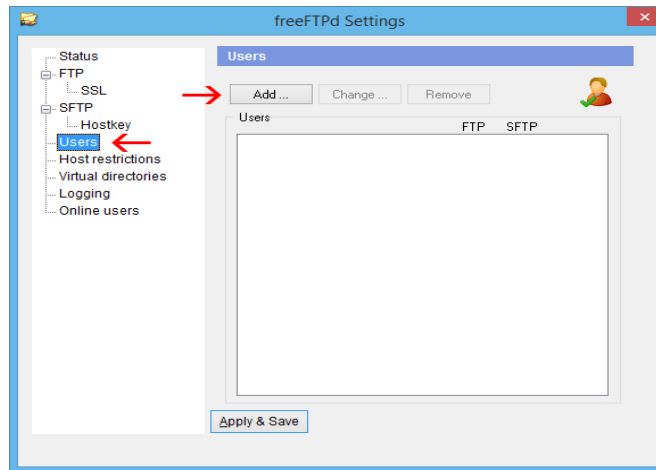 freeFTPd Settings
Status
FTP
SSL
SFTP
Hostkey
Users
Host restrictions
Virtual directories
Logging
Online users
Users
Add ... Change ... Remove
Users FTP SFTP
Apply & Save